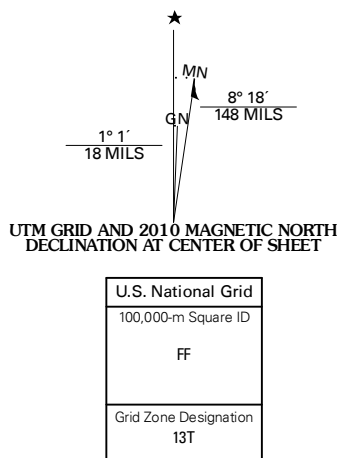 MN
GN
8° 18´
148 MILS
1° 1´
18 MILS
UTM GRID AND 2010 MAGNETIC NORTH
DECLINATION AT CENTER OF SHEET
U.S. National Grid
100,000-m Square ID
FF
Grid Zone Designation
13T